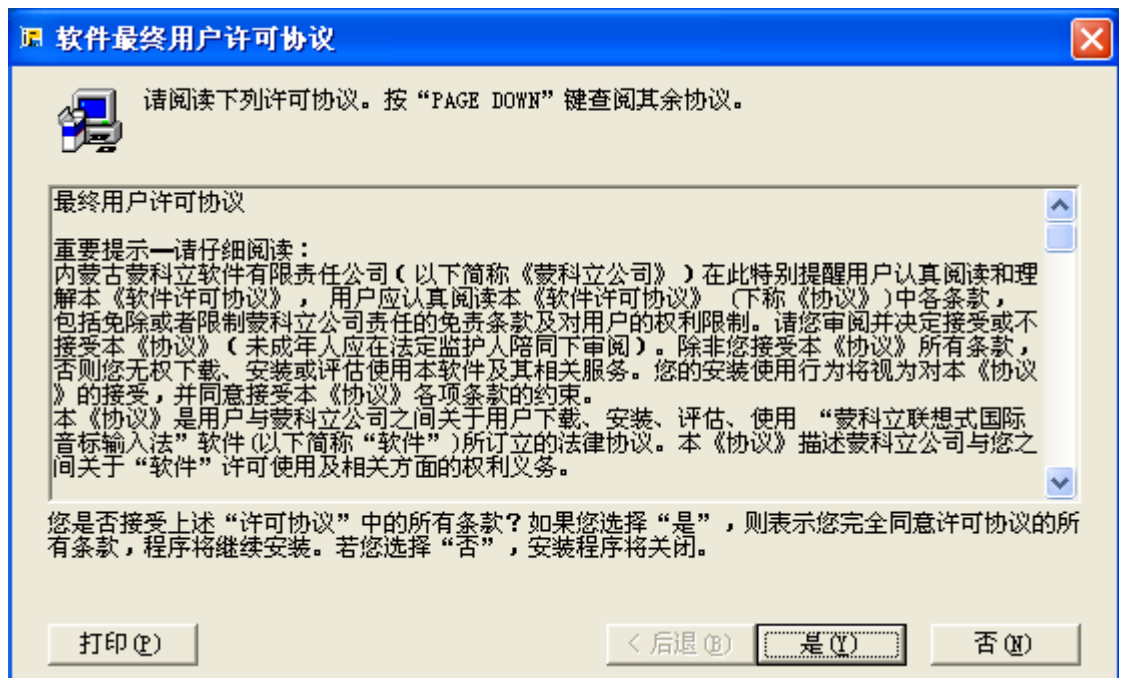 软件最终用户许可协议
请阅读下列许可协议。按“PAGE DOWN”键查阅其余协议。
最终用户许可协议
重要提示—请仔细阅读：
内蒙古蒙科立软件有限责任公司（以下简称《蒙科立公司》）在此特别提醒用户认真阅读和理
解本《软件许可协议》， 用户应认真阅读本《软件许可协议》（下称《协议》)中各条款，
包括免除或者限制蒙科立公司责任的免责条款及对用户的权利限制。请您审阅并决定接受或不
接受本《协议》（未成年人应在法定监护人陪同下审阅）。除非您接受本《协议》所有条款，
否则您无权下载、安装或评估使用本软件及其相关服务。您的安装使用行为将视为对本《协议
》的接受，并同意接受本《协议》各项条款的约束。
本《协议》是用户与蒙科立公司之间关于用户下载、安装、评估、使用 “蒙科立联想式国际
音标输入法”软件(以下简称“软件”)所订立的法律协议。本《协议》描述蒙科立公司与您之
间关于“软件”许可使用及相关方面的权利义务。
您是否接受上述“许可协议”中的所有条款？如果您选择“是”，则表示您完全同意许可协议的所
有条款，程序将继续安装。若您选择“否”，安装程序将关闭。
打印(P) < 后退(B) 是(Y) 否(N)